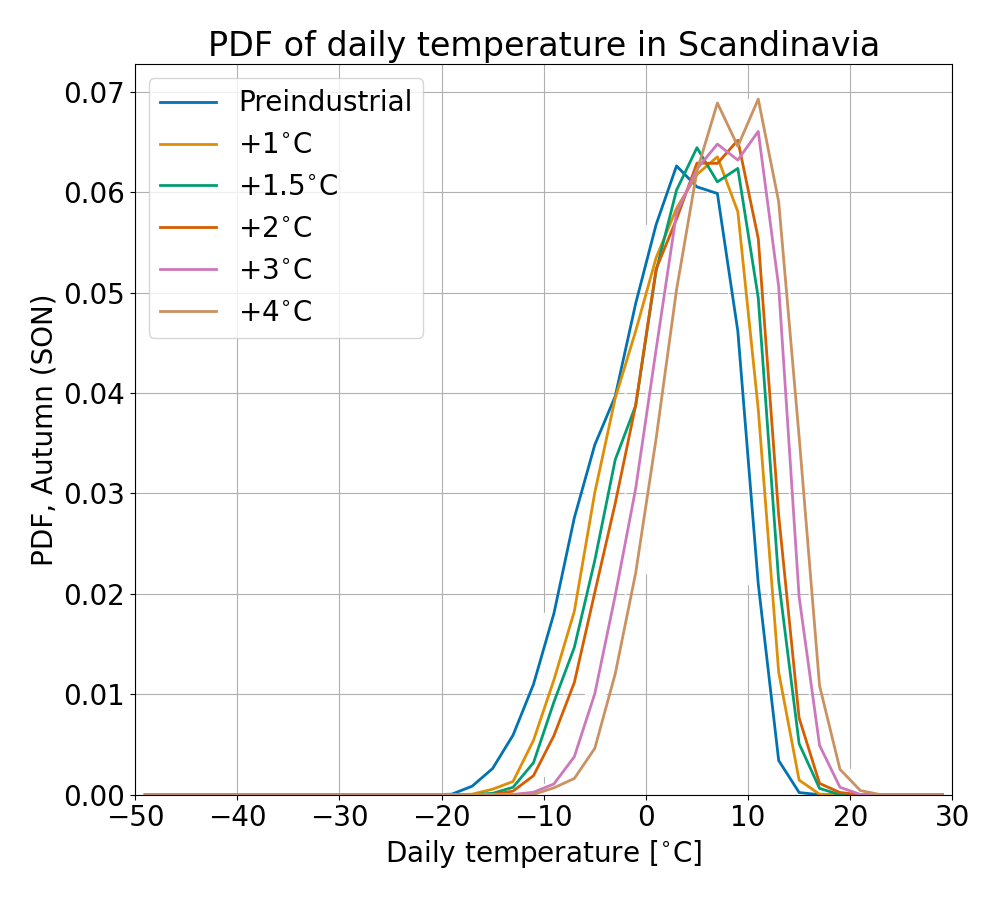 PDF of daily temperature in Scandinavia
PDF, Autumn (SON)
0.07
0.06
0.05
0.04
0.03
0.02
0.01
0.00
Preindustrial
+1°C
+1.5°C
+2°C
+3°C
+4°C
−50 −40 −30 −20 −10 0 10 20 30
Daily temperature [°C]